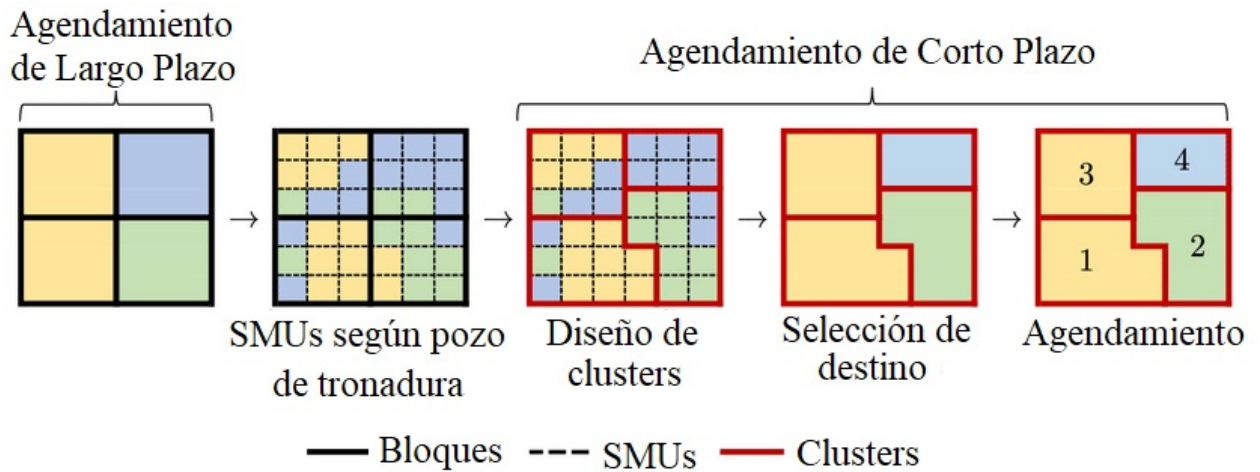 Agendamiento
de Largo Plazo
Agendamiento de Corto Plazo
3
4
1
2
SMUs según pozo
de tronadura
Diseño de
clusters
Selección de
destino
Agendamiento
Bloques
SMUs
Clusters